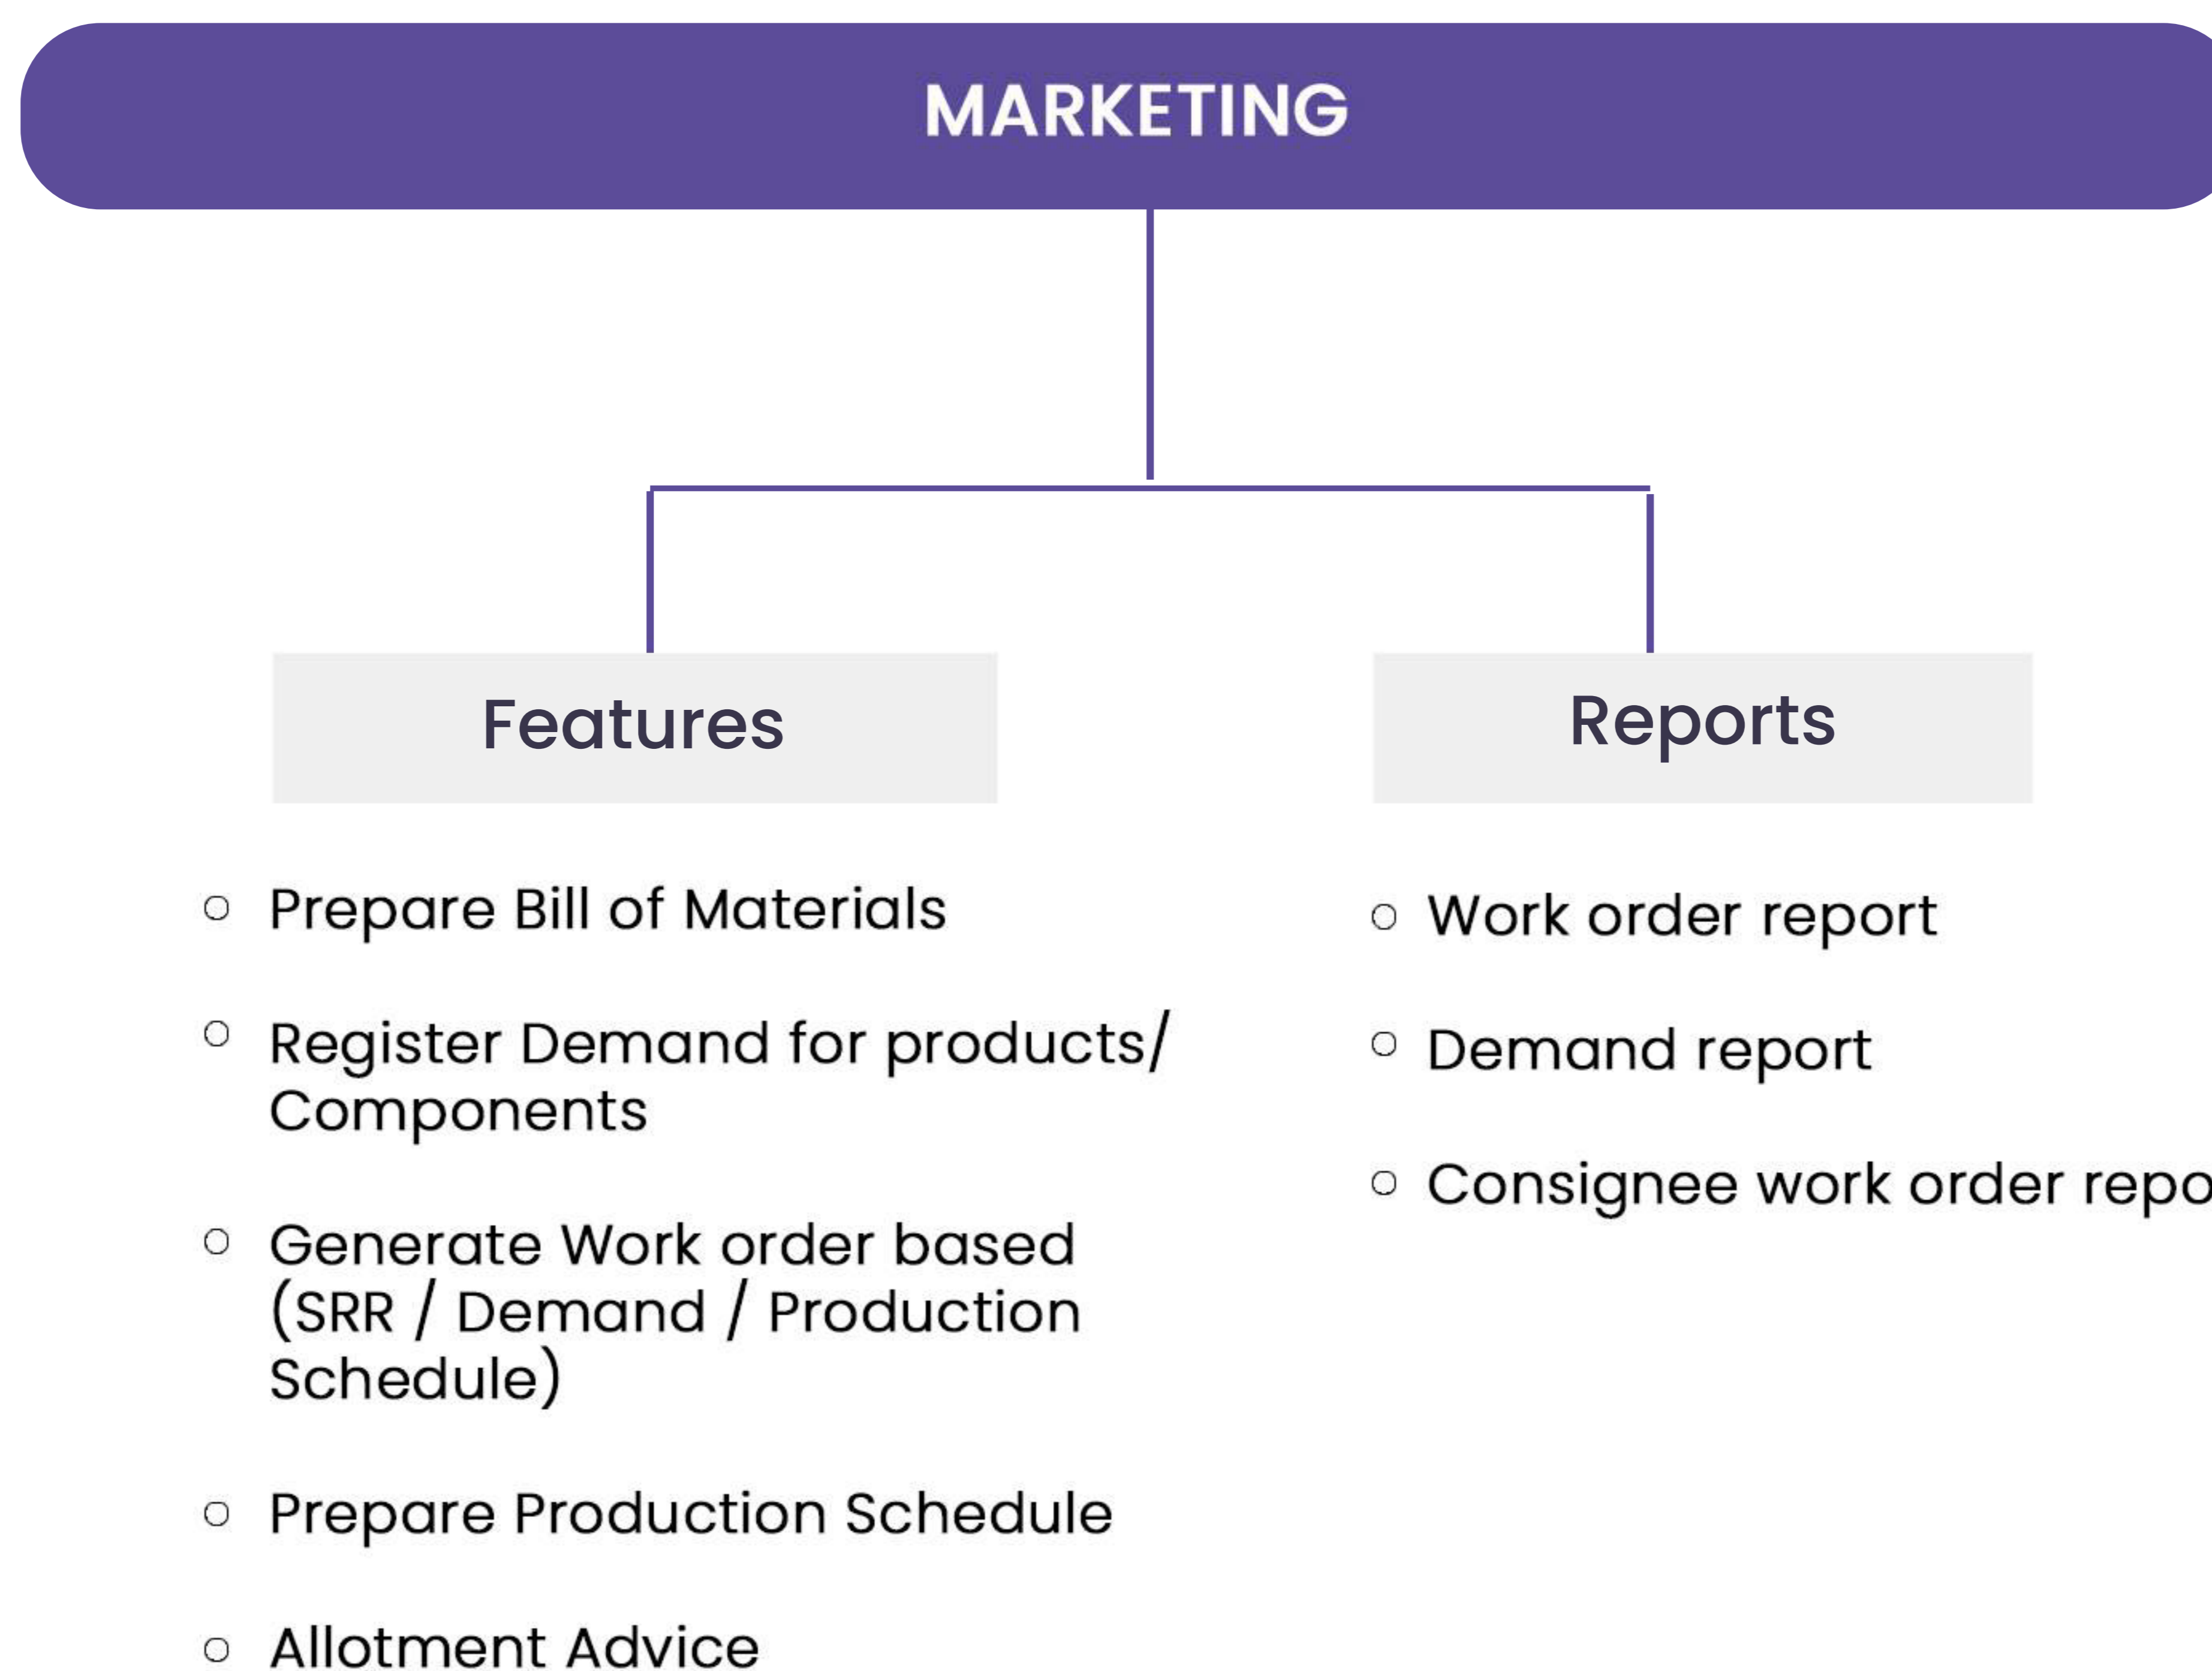 MARKETING
Features
Prepare Bill of Materials
Register Demand for products/
Components
Generate Work order based
(SRR / Demand / Production
Schedule)
Prepare Production Schedule
Allotment Advice
Reports
Work order report
Demand report
Consignee work order